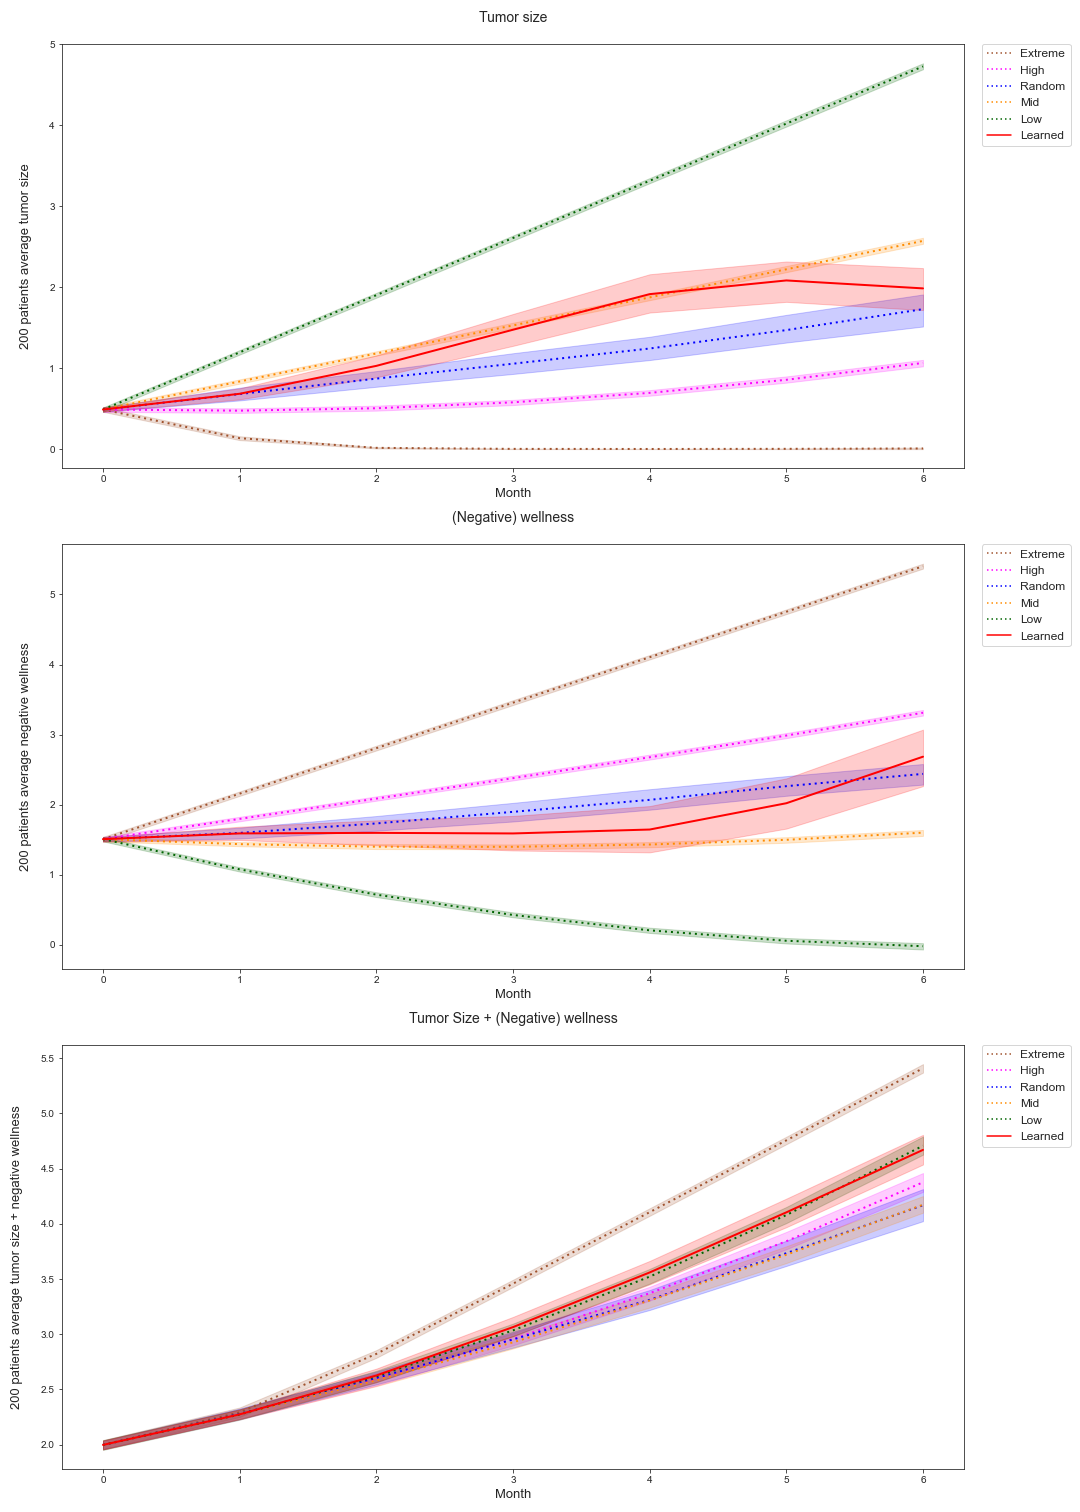 Tumor size
200 patients average tumor size
5
4
3
2
1
0
0 1 2 3 4 5 6
Month
Extreme
High
Random
Mid
Low
Learned
(Negative) wellness
200 patients average negative wellness
5
4
3
2
1
0
0 1 2 3 4 5 6
Month
Extreme
High
Random
Mid
Low
Learned
Tumor Size + (Negative) wellness
200 patients average tumor size + negative wellness
5.5
5.0
4.5
4.0
3.5
3.0
2.5
2.0
0 1 2 3 4 5 6
Month
Extreme
High
Random
Mid
Low
Learned